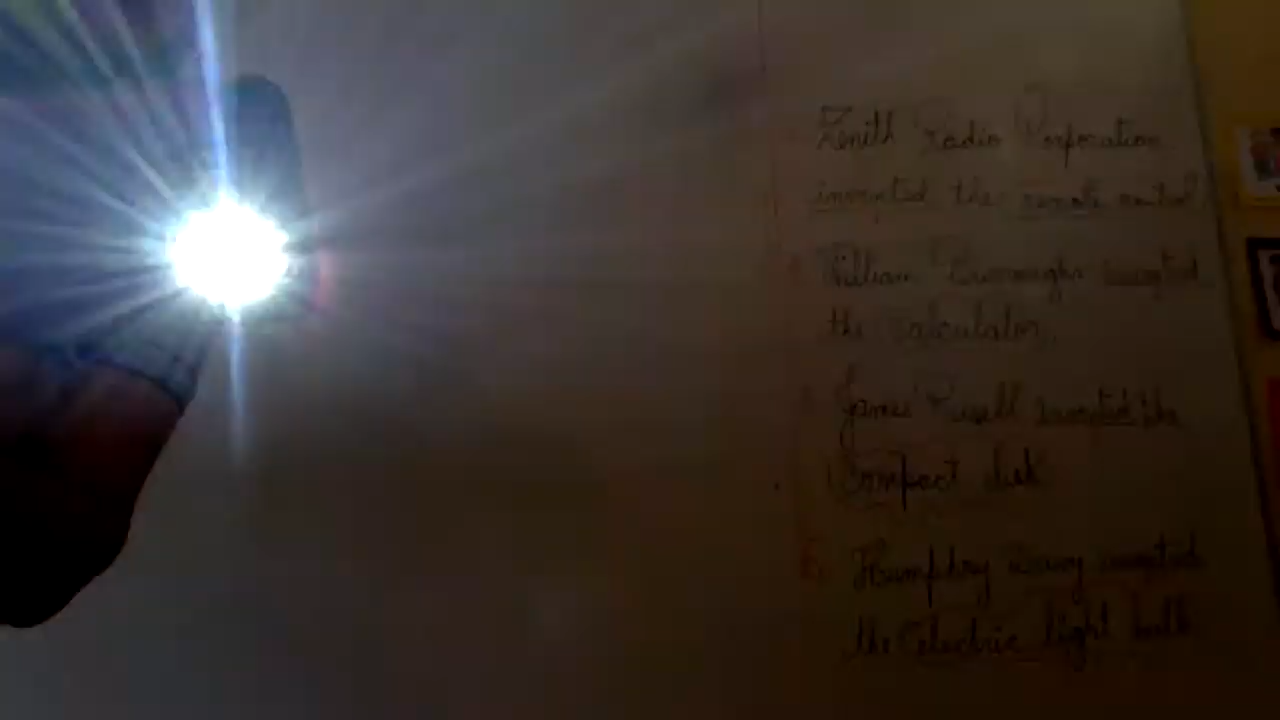 Zenith Radio Corporation
invented the remote control
William Burroughs invented
the calculator.
James Russell invented the
Compact disk
Humphry Davy invented
the electric light bulb